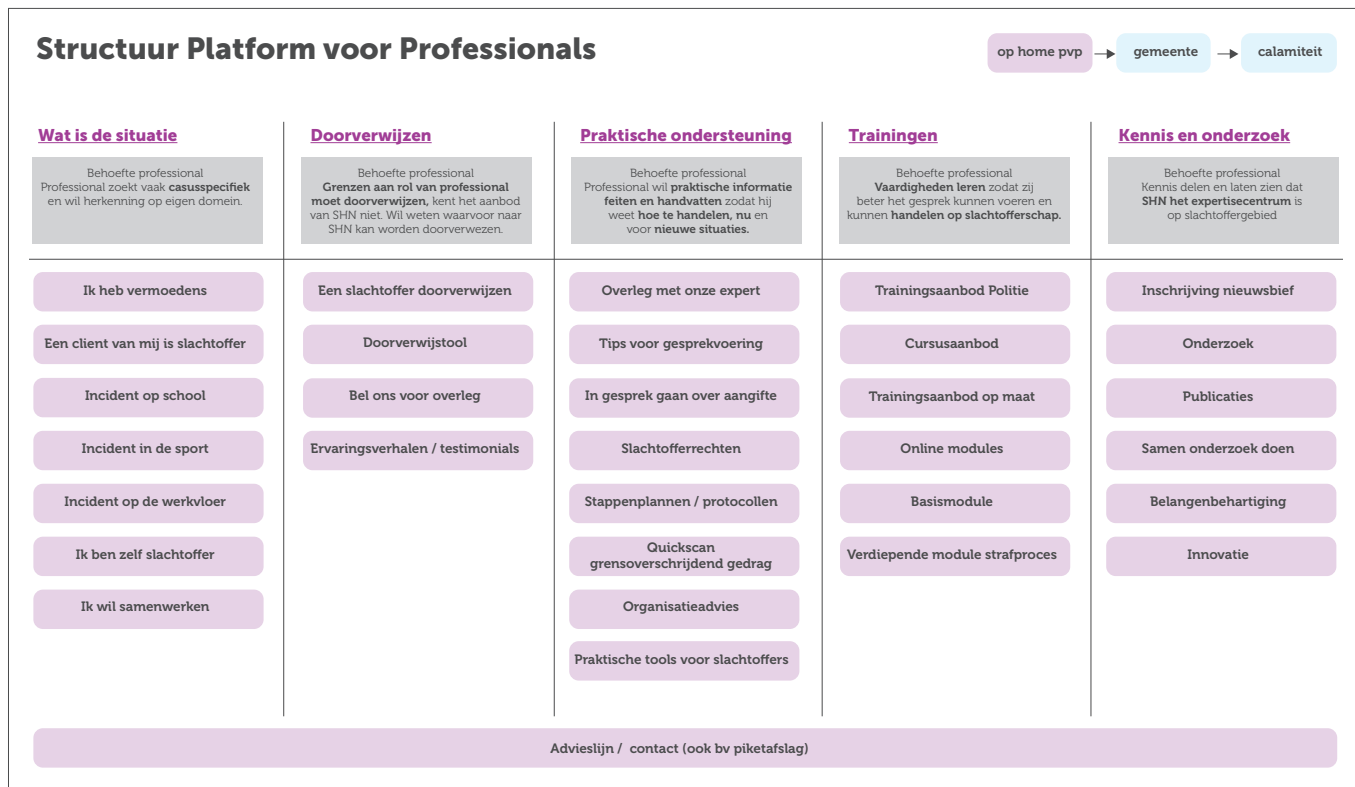 Structuur Platform voor Professionals
op home pvp
gemeente
calamiteit
Wat is de situatie
Behoefte professional
Professional zoekt vaak casusspecifiek
en wil herkenning op eigen domein.
Ik heb vermoedens
Een client van mij is slachtoffer
Incident op school
Incident in de sport
Incident op de werkvloer
Ik ben zelf slachtoffer
Ik wil samenwerken
Doorverwijzen
Behoefte professional
Grenzen aan rol van professional
moet doorverwijzen, kent het aanbod
van SHN niet. Wil weten waarvoor naar
SHN kan worden doorverwezen.
Een slachtoffer doorverwijzen
Doorverwijstool
Bel ons voor overleg
Ervaringsverhalen / testimonials
Praktische ondersteuning
Behoefte professional
Professional wil praktische informatie
feiten en handvatten zodat hij
weet hoe te handelen, nu en
voor nieuwe situaties.
Overleg met onze expert
Tips voor gesprekvoering
In gesprek gaan over aangifte
Slachtofferrechten
Stappenplannen / protocollen
Quickscan
grensoverschrijdend gedrag
Organisatieadvies
Praktische tools voor slachtoffers
Trainingen
Behoefte professional
Vaardigheden leren zodat zij
beter het gesprek kunnen voeren en
kunnen handelen op slachtofferschap.
Trainingsaanbod Politie
Cursusaanbod
Trainingsaanbod op maat
Online modules
Basismodule
Verdiepende module strafproces
Kennis en onderzoek
Behoefte professional
Kennis delen en laten zien dat
SHN het expertisecentrum is
op slachtoffergebied
Inschrijving nieuwsbief
Onderzoek
Publicaties
Samen onderzoek doen
Belangenbehartiging
Innovatie
Advieslijn / contact (ook bv piketafslag)